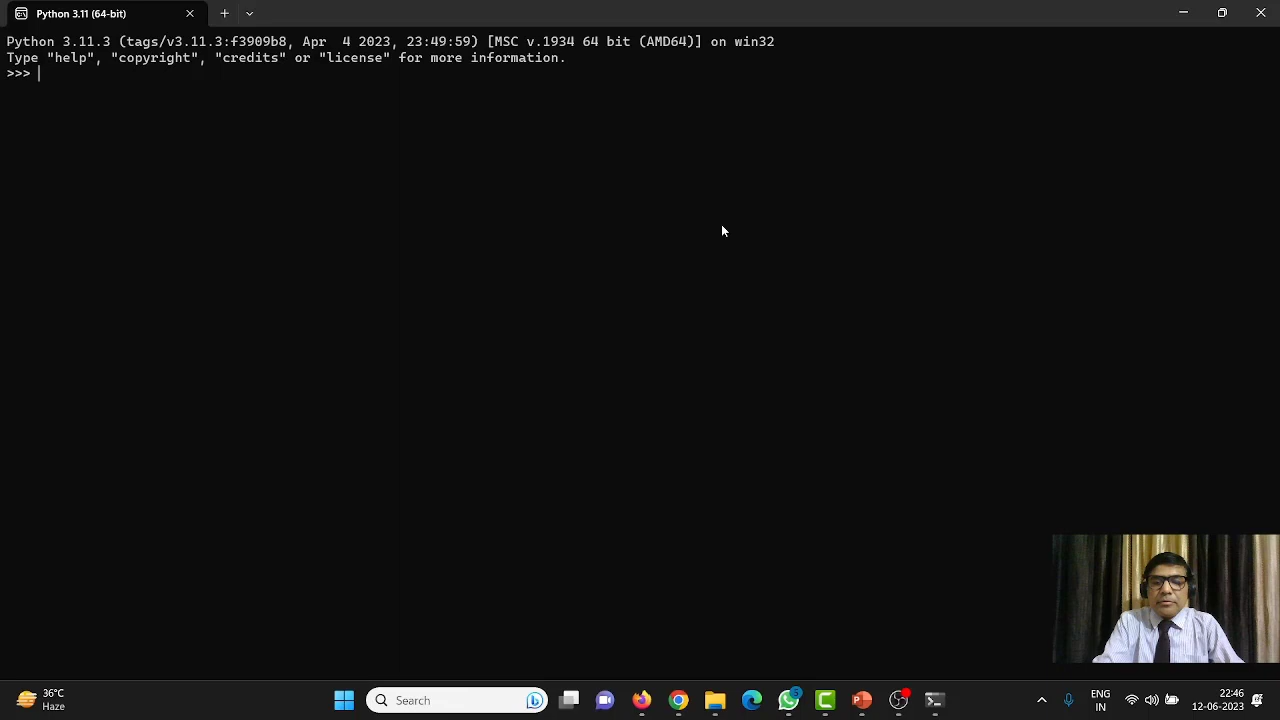 Python 3.11 (64-bit)
Python 3.11.3 (tags/v3.11.3:f3909b8, Apr  4 2023, 23:49:59) [MSC v.1934 64 bit (AMD64)] on win32
Type "help", "copyright", "credits" or "license" for more information.
>>>
36°C
Haze
Search
5
ENG
IN
22:46
12-06-2023